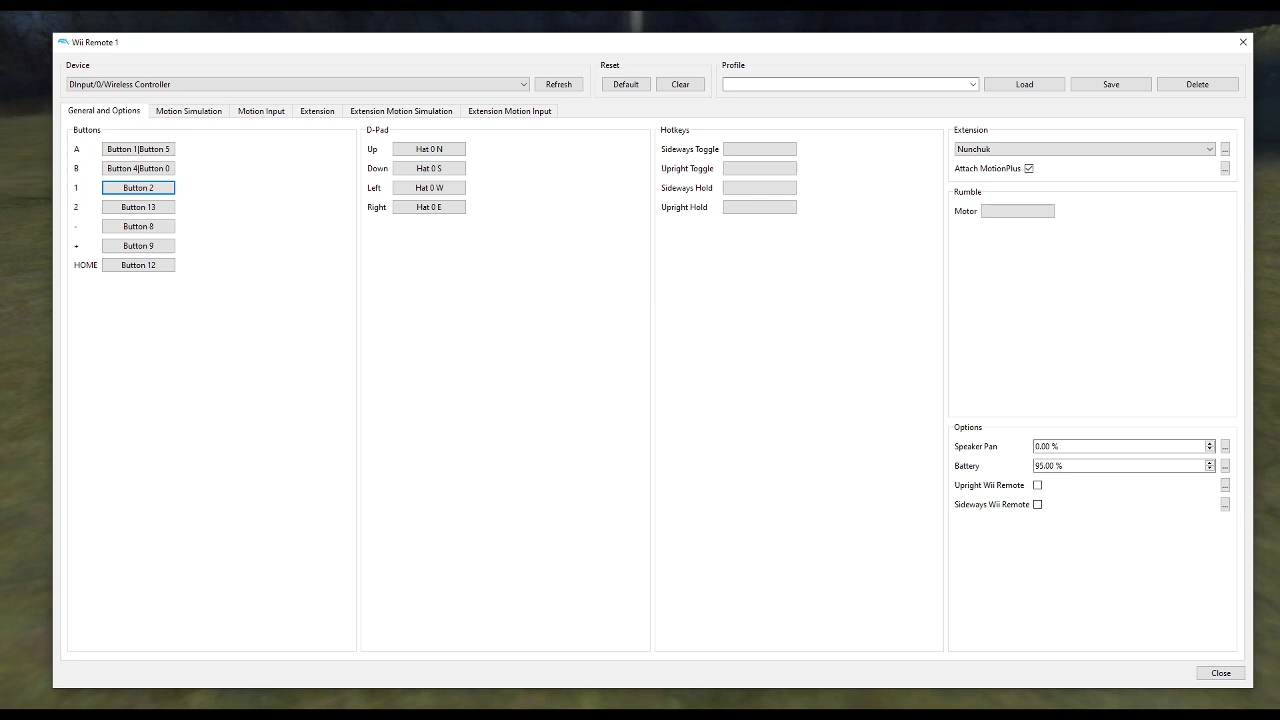 Wii Remote 1
Device
DInput/0/Wireless Controller
Refresh
Reset
Default
Clear
Profile
Load
Save
Delete
General and Options
Motion Simulation
Motion Input
Extension
Extension Motion Simulation
Extension Motion Input
Buttons
A Button 1|Button 5
B Button 4|Button 0
1 Button 2
2 Button 13
- Button 8
+ Button 9
HOME Button 12
D-Pad
Up Hat 0 N
Down Hat 0 S
Left Hat 0 W
Right Hat 0 E
Hotkeys
Sideways Toggle
Upright Toggle
Sideways Hold
Upright Hold
Extension
Nunchuk ...
Attach MotionPlus ...
Rumble
Motor
Options
Speaker Pan 0.00 % ...
Battery 95.00 % ...
Upright Wii Remote ...
Sideways Wii Remote ...
Close